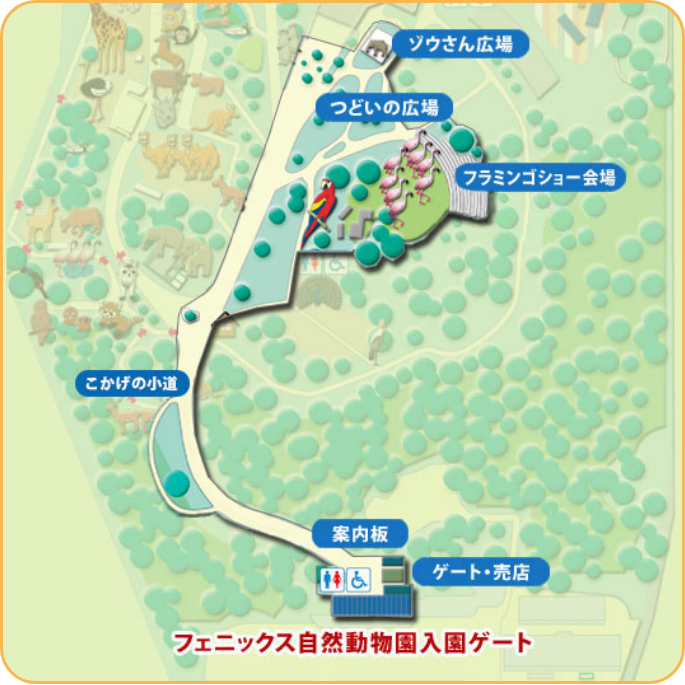 ゾウさん広場
つどいの広場
フラミンゴショー会場
こかげの小道
案内板
ゲート・売店
フェニックス自然動物園入園ゲート